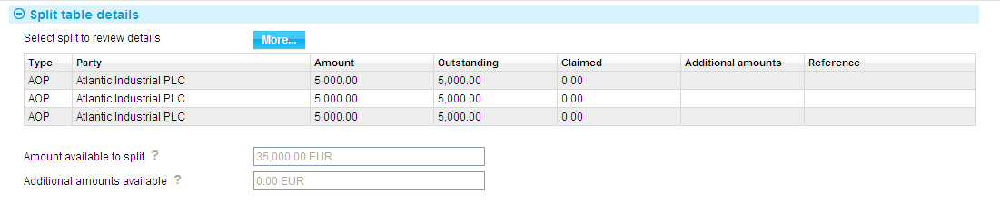 Split table details
Select split to review details More...
Type Party Amount Outstanding Claimed Additional amounts Reference
AOP Atlantic Industrial PLC 5,000.00 5,000.00 0.00
AOP Atlantic Industrial PLC 5,000.00 5,000.00 0.00
AOP Atlantic Industrial PLC 5,000.00 5,000.00 0.00
Amount available to split ? 35,000.00 EUR
Additional amounts available ? 0.00 EUR